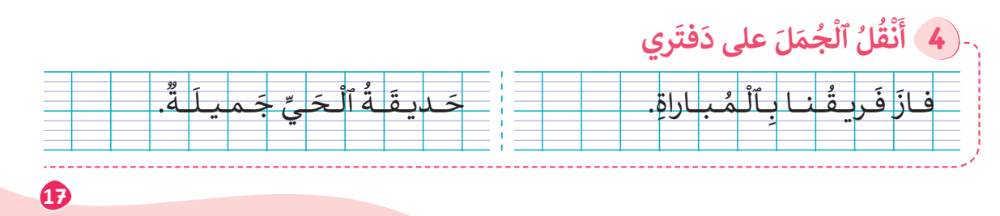 4 أَنْقُلُ ٱلْجُمَلَ على دَفتَري
فازَ فَريقُنا بِٱلْمُباراةِ.
حَديقَةُ ٱلْحَيِّ جَميلَةٌ.
17